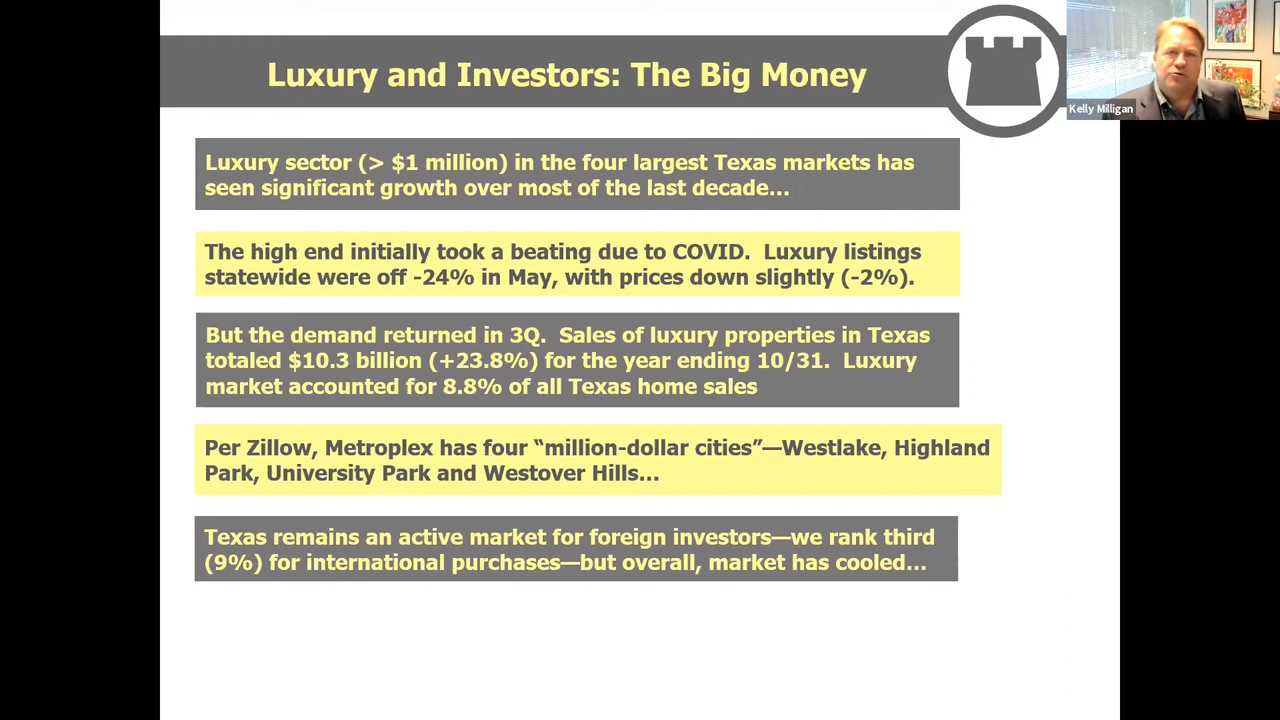 Luxury and Investors: The Big Money
Kelly Milligan
Luxury sector (> $1 million) in the four largest Texas markets has
seen significant growth over most of the last decade…
The high end initially took a beating due to COVID.  Luxury listings
statewide were off -24% in May, with prices down slightly (-2%).
But the demand returned in 3Q.  Sales of luxury properties in Texas
totaled $10.3 billion (+23.8%) for the year ending 10/31.  Luxury
market accounted for 8.8% of all Texas home sales
Per Zillow, Metroplex has four “million-dollar cities”—Westlake, Highland
Park, University Park and Westover Hills…
Texas remains an active market for foreign investors—we rank third
(9%) for international purchases—but overall, market has cooled…